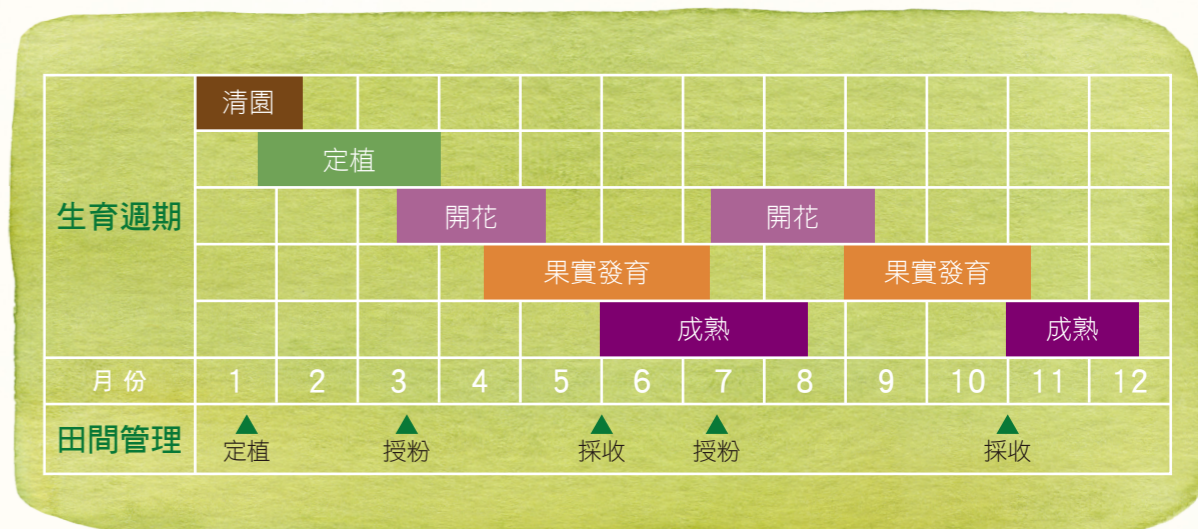 清園
定植
生育週期
開花 開花
果實發育 果實發育
成熟 成熟
月份 1 2 3 4 5 6 7 8 9 10 11 12
田間管理 定植 授粉 採收 授粉 採收